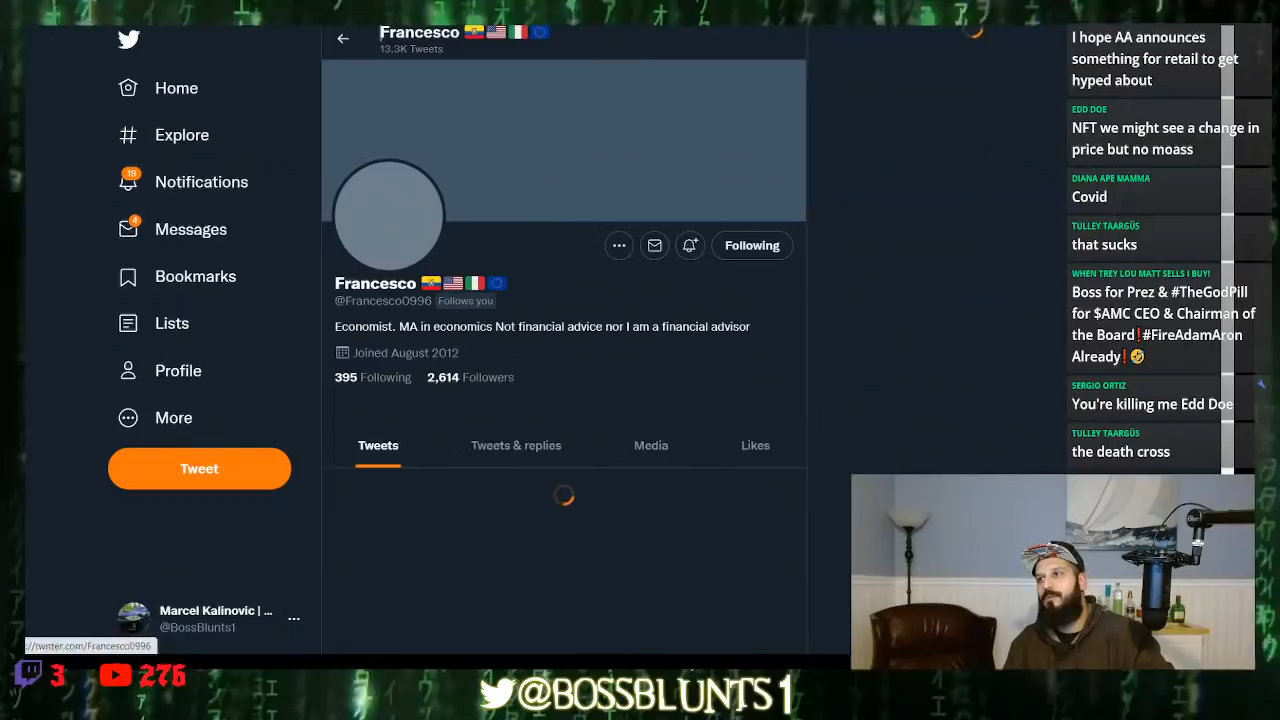 Francesco
13.3K Tweets
Home
Explore
19
Notifications
4
Messages
Bookmarks
Lists
Profile
More
Tweet
Following
Francesco
@Francesco0996 Follows you
Economist. MA in economics Not financial advice nor I am a financial advisor
Joined August 2012
395 Following 2,614 Followers
Tweets Tweets & replies Media Likes
Marcel Kalinovic | ...
@BossBlunts1
://twitter.com/Francesco0996
I hope AA announces
something for retail to get
hyped about
EDD DOE
NFT we might see a change in
price but no moass
DIANA APE MAMMA
Covid
TULLEY TAARGÜS
that sucks
WHEN TREY LOU MATT SELLS I BUY!
Boss for Prez & #TheGodPill
for $AMC CEO & Chairman of
the Board❗#FireAdamAron
Already❗🤣
SERGIO ORTIZ
You're killing me Edd Doe
TULLEY TAARGÜS
the death cross
3 276
@BOSSBLUNTS1